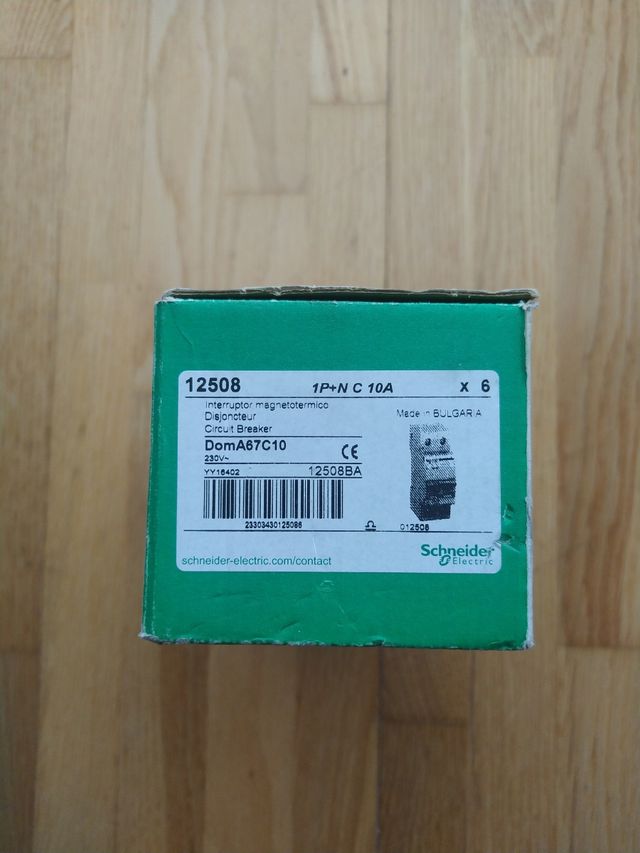 12508 1P+N C 10A x 6
Interruptor magnetotermico
Disjoncteur
Circuit Breaker
Made in BULGARIA
DomA67C10
230V~
CE
YY16402 12508BA
23303430125086
012508
schneider-electric.com/contact
Schneider
Electric